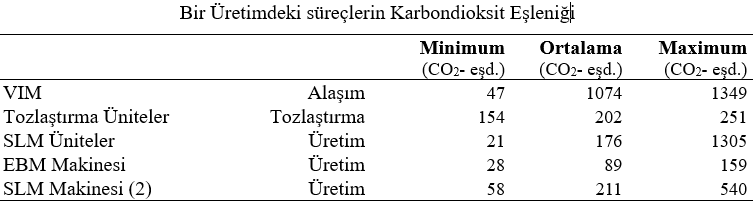 Bir Üretimdeki süreçlerin Karbondioksit Eşleniği
Minimum Ortalama Maximum
(CO2- eşd.) (CO2- eşd.) (CO2- eşd.)
VIM Alaşım 47 1074 1349
Tozlaştırma Üniteler Tozlaştırma 154 202 251
SLM Üniteler Üretim 21 176 1305
EBM Makinesi Üretim 28 89 159
SLM Makinesi (2) Üretim 58 211 540